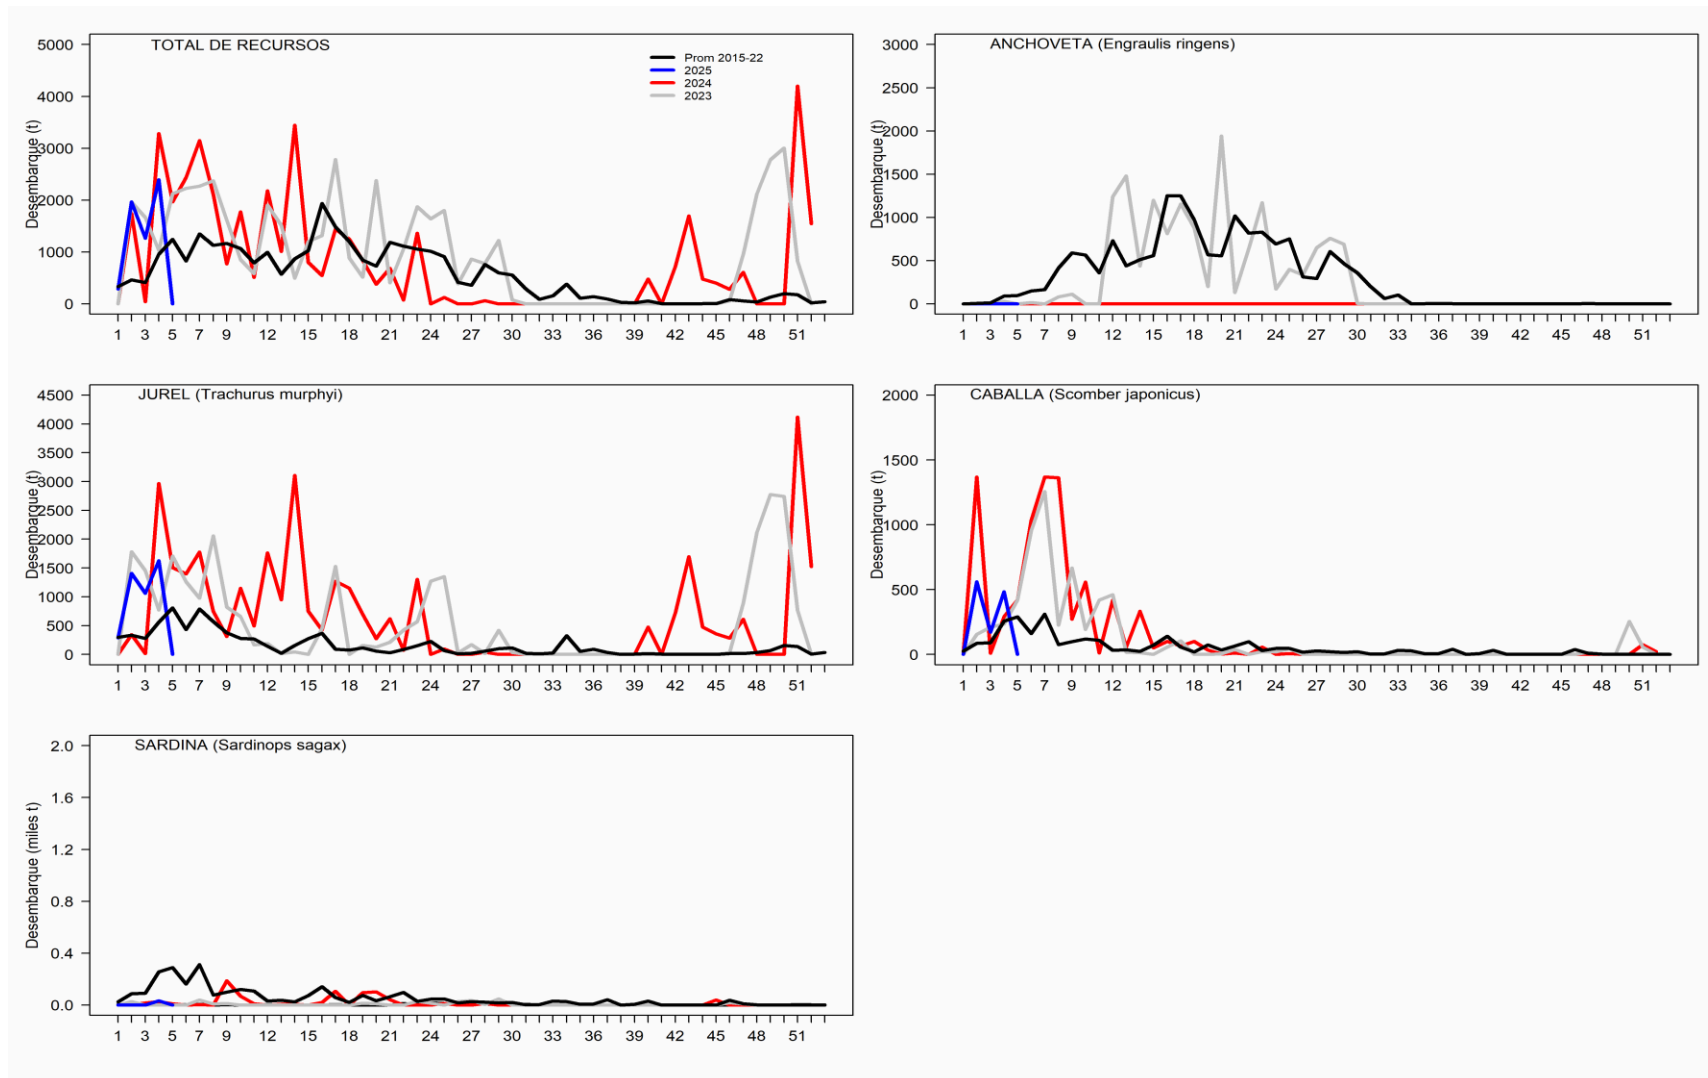 TOTAL DE RECURSOS
Prom 2015-22
2025
2024
2023
Desembarque (t)
5000
4000
3000
2000
1000
0
1 3 5 7 9 12 15 18 21 24 27 30 33 36 39 42 45 48 51
ANCHOVETA (Engraulis ringens)
Desembarque (t)
3000
2500
2000
1500
1000
500
0
1 3 5 7 9 12 15 18 21 24 27 30 33 36 39 42 45 48 51
JUREL (Trachurus murphyi)
Desembarque (t)
4500
4000
3500
3000
2500
2000
1500
1000
500
0
1 3 5 7 9 12 15 18 21 24 27 30 33 36 39 42 45 48 51
CABALLA (Scomber japonicus)
Desembarque (t)
2000
1500
1000
500
0
1 3 5 7 9 12 15 18 21 24 27 30 33 36 39 42 45 48 51
SARDINA (Sardinops sagax)
Desembarque (miles t)
2.0
1.6
1.2
0.8
0.4
0.0
1 3 5 7 9 12 15 18 21 24 27 30 33 36 39 42 45 48 51